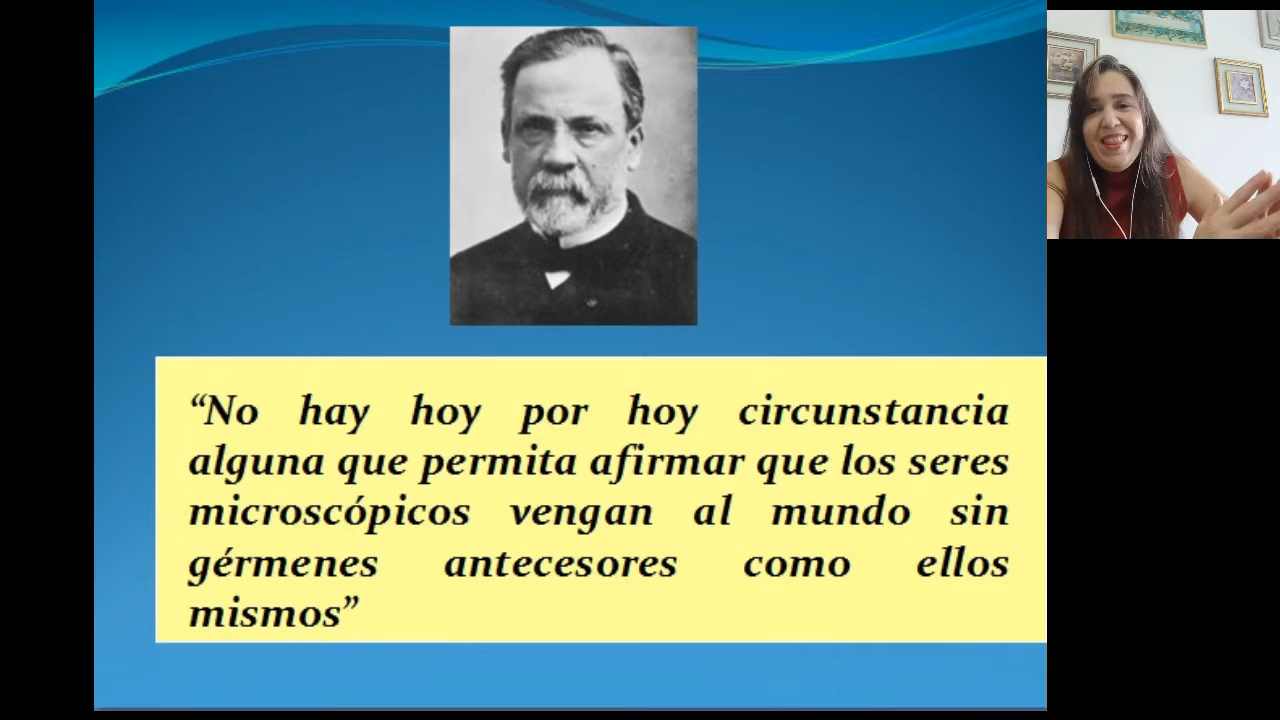 “No hay hoy por hoy circunstancia
alguna que permita afirmar que los seres
microscópicos vengan al mundo sin
gérmenes antecesores como ellos
mismos”